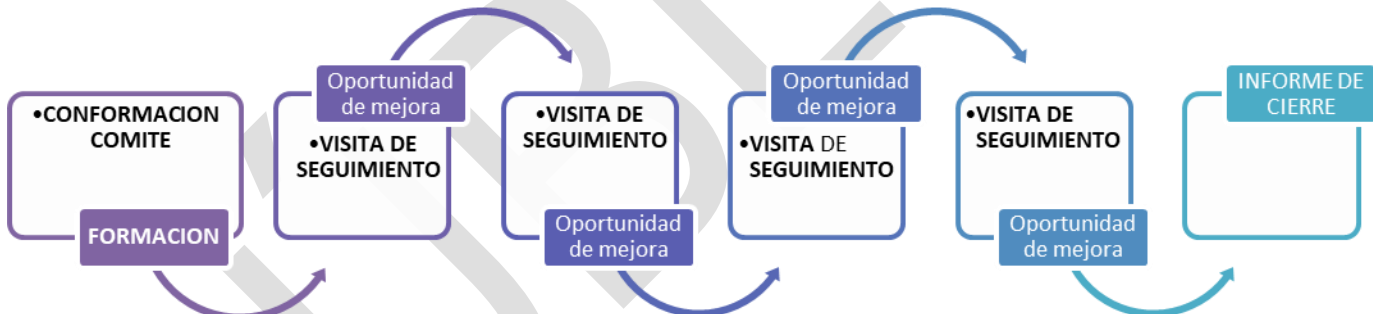 •CONFORMACION
COMITE
FORMACION
Oportunidad
de mejora
•VISITA DE
SEGUIMIENTO
•VISITA DE
SEGUIMIENTO
Oportunidad
de mejora
Oportunidad
de mejora
•VISITA DE
SEGUIMIENTO
•VISITA DE
SEGUIMIENTO
Oportunidad
de mejora
INFORME DE
CIERRE